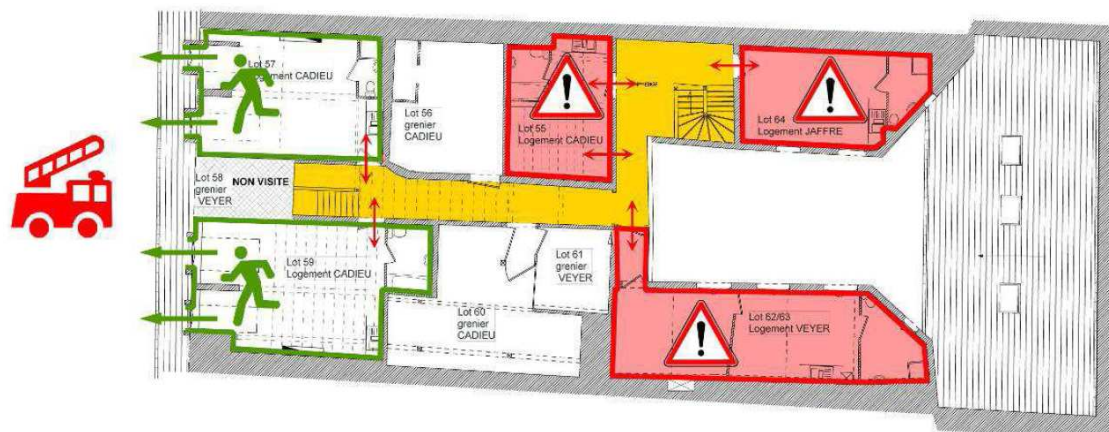 Lot 57
Logement CADIEU
Lot 56
grenier
CADIEU
Lot 55
Logement CADIEU
Lot 64
Logement JAFFRE
Lot 58
grenier
VEYER
NON VISITE
Lot 59
Logement CADIEU
Lot 61
grenier
VEYER
Lot 60
grenier
CADIEU
Lot 62/63
Logement VEYER